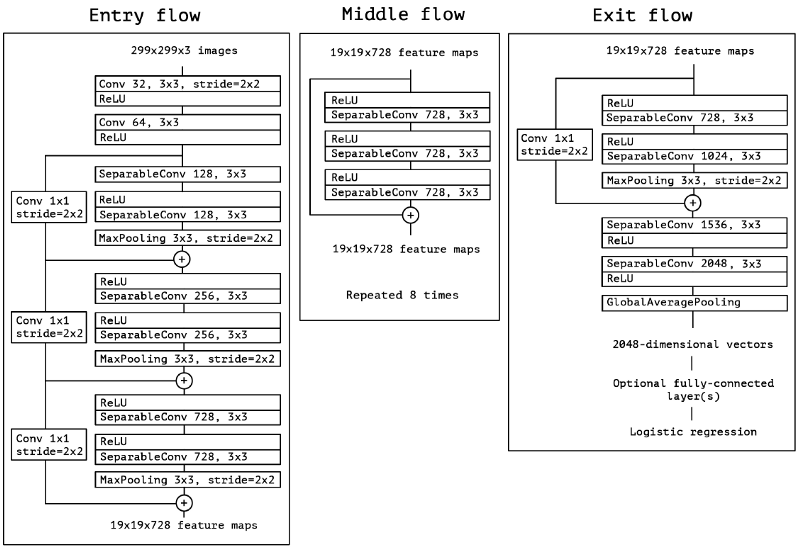 Entry flow
299x299x3 images
Conv 32, 3x3, stride=2x2
ReLU
Conv 64, 3x3
ReLU
SeparableConv 128, 3x3
Conv 1x1
stride=2x2
ReLU
SeparableConv 128, 3x3
MaxPooling 3x3, stride=2x2
+
ReLU
SeparableConv 256, 3x3
Conv 1x1
stride=2x2
ReLU
SeparableConv 256, 3x3
MaxPooling 3x3, stride=2x2
+
ReLU
SeparableConv 728, 3x3
Conv 1x1
stride=2x2
ReLU
SeparableConv 728, 3x3
MaxPooling 3x3, stride=2x2
+
19x19x728 feature maps
Middle flow
19x19x728 feature maps
ReLU
SeparableConv 728, 3x3
ReLU
SeparableConv 728, 3x3
ReLU
SeparableConv 728, 3x3
+
19x19x728 feature maps
Repeated 8 times
Exit flow
19x19x728 feature maps
ReLU
SeparableConv 728, 3x3
Conv 1x1
stride=2x2
ReLU
SeparableConv 1024, 3x3
MaxPooling 3x3, stride=2x2
+
SeparableConv 1536, 3x3
ReLU
SeparableConv 2048, 3x3
ReLU
GlobalAveragePooling
2048-dimensional vectors
Optional fully-connected
layer(s)
Logistic regression